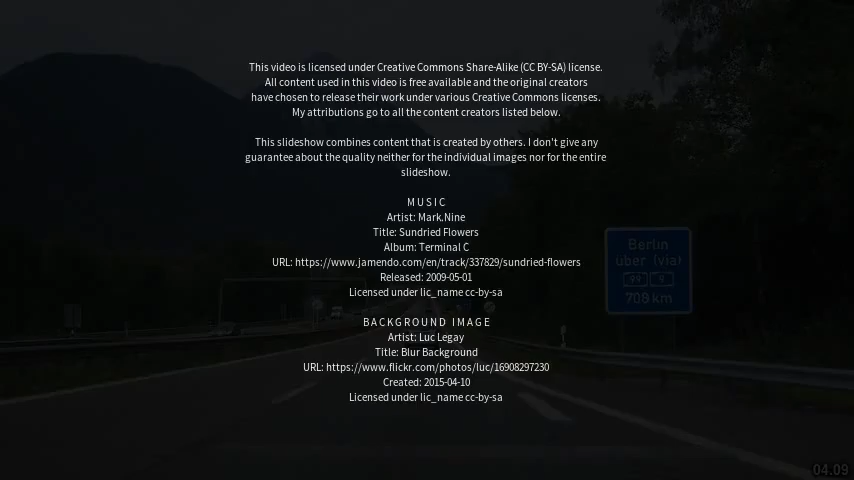 This video is licensed under Creative Commons Share-Alike (CC BY-SA) license.
All content used in this video is free available and the original creators
have chosen to release their work under various Creative Commons licenses.
My attributions go to all the content creators listed below.
This slideshow combines content that is created by others. I don't give any
guarantee about the quality neither for the individual images nor for the entire
slideshow.
MUSIC
Artist: Mark,Nine
Title: Sundried Flowers
Album: Terminal C
URL: https://www.jamendo.com/en/track/337829/sundried-flowers
Released: 2009-05-01
Licensed under lic_name cc-by-sa
BACKGROUND IMAGE
Artist: Luc Legay
Title: Blur Background
URL: https://www.flickr.com/photos/luc/16908297230
Created: 2015-04-10
Licensed under lic_name cc-by-sa
Berlin
über (via)
99 9
708 km
04.09